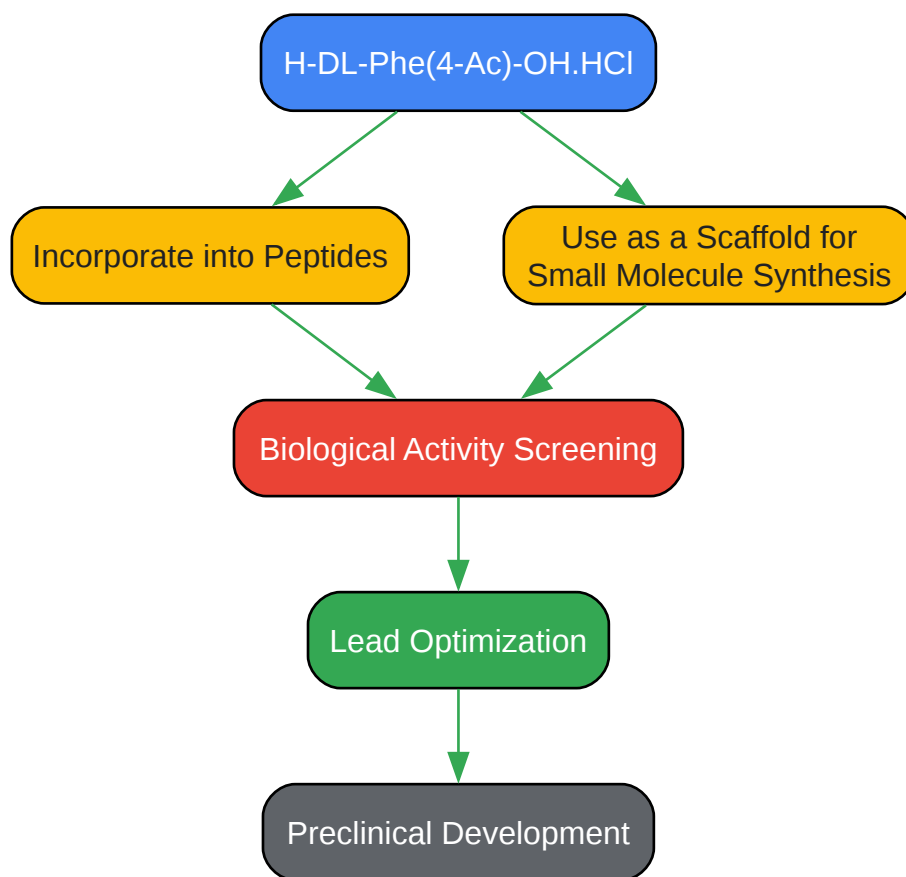 H-DL-Phe(4-Ac)-OH.HCl
Incorporate into Peptides
Use as a Scaffold for
Small Molecule Synthesis
Biological Activity Screening
Lead Optimization
Preclinical Development